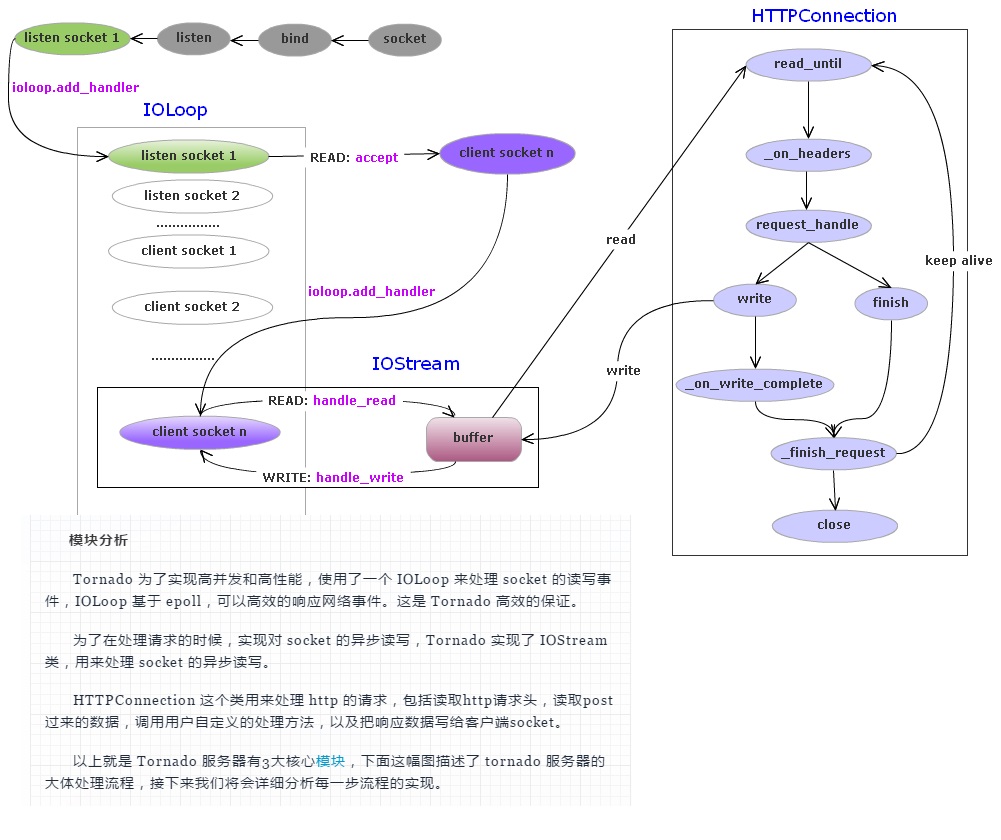 HTTPConnection
listen socket 1
listen
bind
socket
ioloop.add_handler
IOLoop
listen socket 1
READ: accept
client socket n
listen socket 2
...............
client socket 1
client socket 2
...............
ioloop.add_handler
IOStream
READ: handle_read
client socket n
buffer
WRITE: handle_write
read
write
read_until
_on_headers
request_handle
keep alive
write
finish
_on_write_complete
_finish_request
close
模块分析
Tornado 为了实现高并发和高性能，使用了一个 IOLoop 来处理 socket 的读写事
件，IOLoop 基于 epoll，可以高效的响应网络事件。这是 Tornado 高效的保证。
为了在处理请求的时候，实现对 socket 的异步读写，Tornado 实现了 IOStream
类，用来处理 socket 的异步读写。
HTTPConnection 这个类用来处理 http 的请求，包括读取http请求头，读取post
过来的数据，调用用户自定义的处理方法，以及把响应数据写给客户端socket。
以上就是 Tornado 服务器有3大核心模块，下面这幅图描述了 tornado 服务器的
大体处理流程，接下来我们将会详细分析每一步流程的实现。